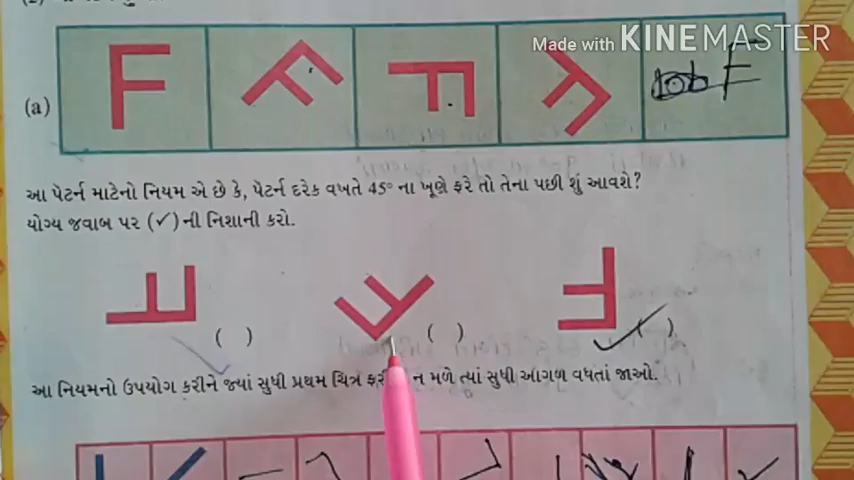 Made with KINEMASTER
(a)
આ પેટર્ન માટેનો નિયમ એ છે કે, પેટર્ન દરેક વખતે 45° ના ખૂણે ફરે તો તેના પછી શું આવશે?
યોગ્ય જવાબ પર (✓) ની નિશાની કરો.
( ) ( ) ( )
આ નિયમનો ઉપયોગ કરીને જ્યાં સુધી પ્રથમ ચિત્ર ન મળે ત્યાં સુધી આગળ વધતાં જાઓ.